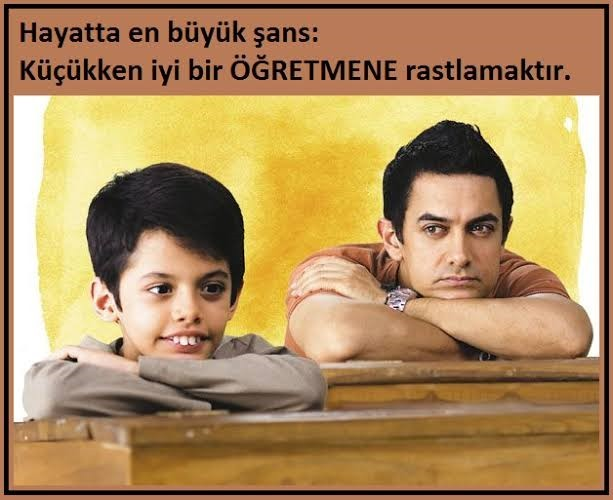 Hayatta en büyük şans:
Küçükken iyi bir ÖĞRETMENE rastlamaktır.